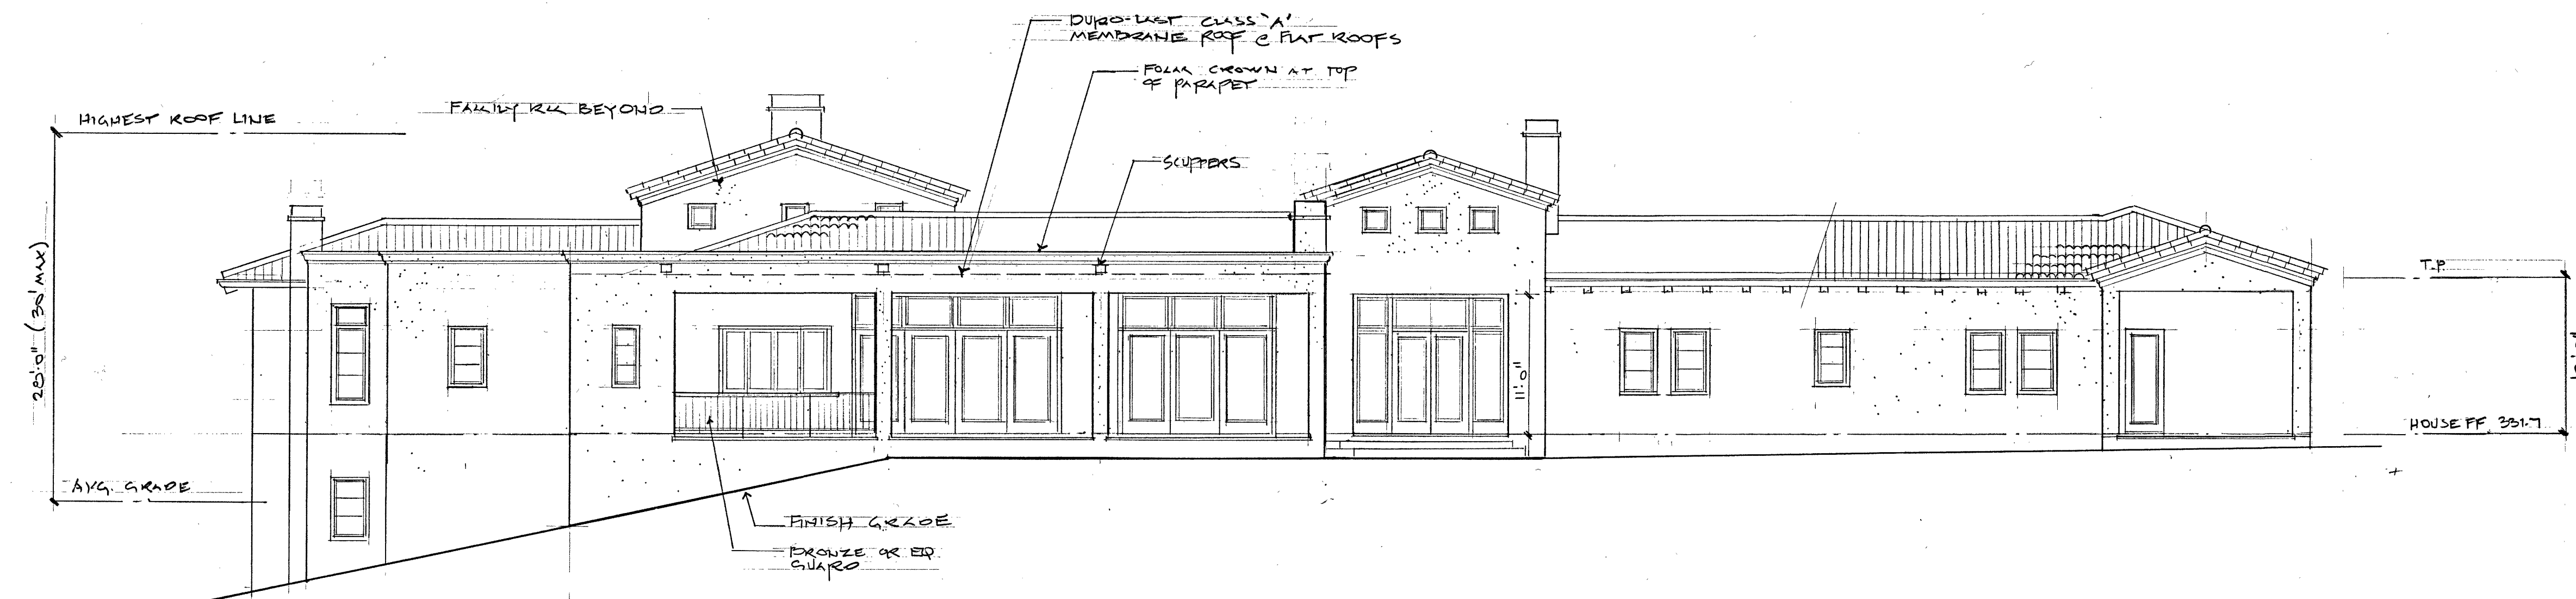 DURO-LAST CLASS 'A'
MEMBRANE ROOF @ FLAT ROOFS
FOAM CROWN AT TOP
OF PARAPET
FAMILY RM BEYOND
HIGHEST ROOF LINE
SCUPPERS
28'-0" (30' MAX)
T.P.
11'-0"
HOUSE FF 331.7
AVG. GRADE
FINISH GRADE
BRONZE OR EQ
GUARD